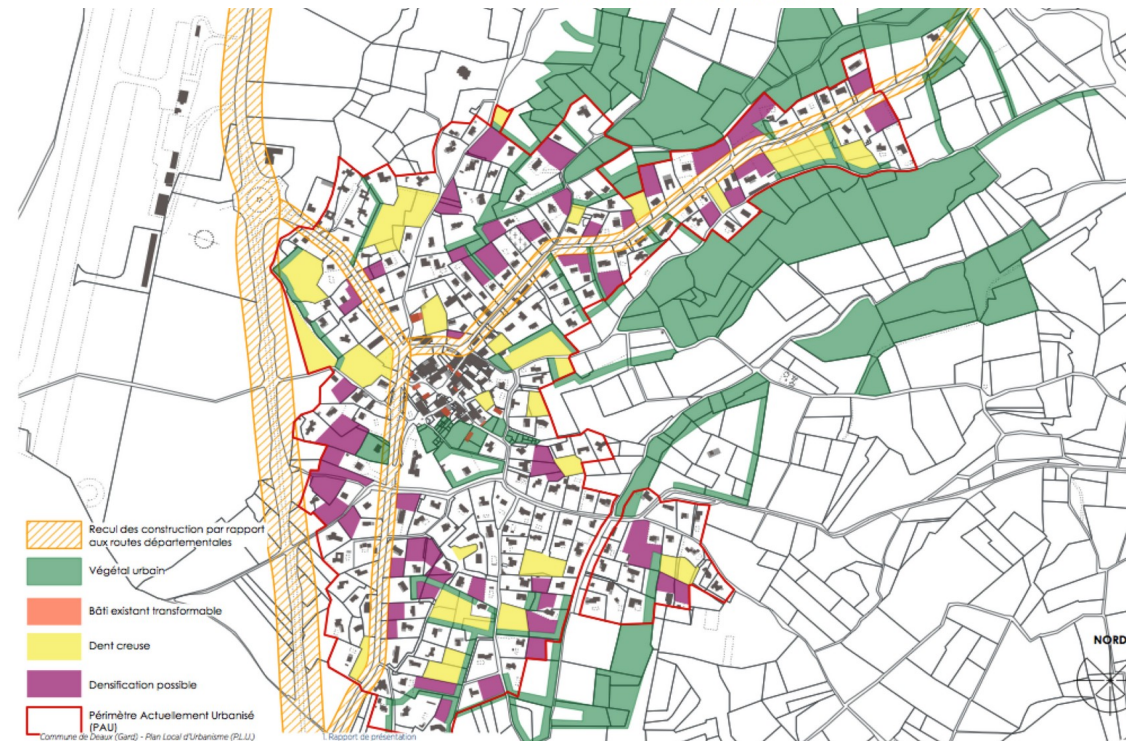 Recul des construction par rapport
aux routes départementales
Végétal urbain
Bâti existant transformable
Dent creuse
Densification possible
Périmètre Actuellement Urbanisé
(PAU)
NORD
Commune de Deaux (Gard) - Plan Local d'Urbanisme (P.L.U.)
1. Rapport de présentation